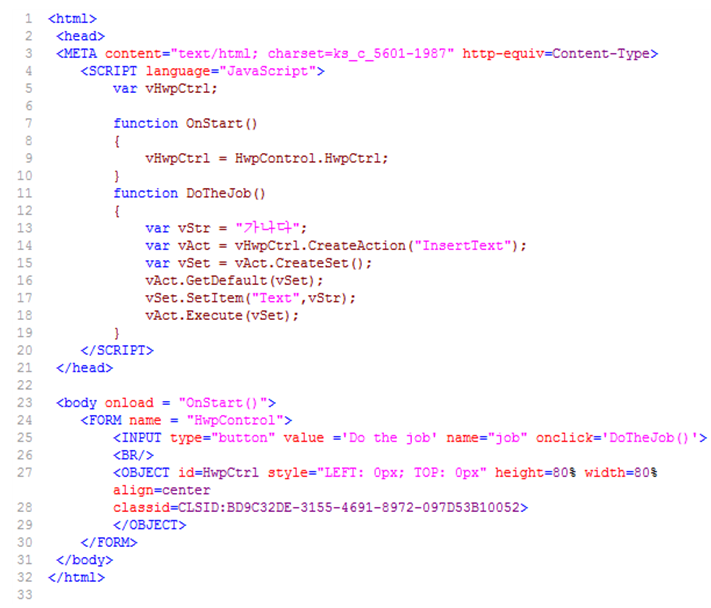 1 <html>
2 <head>
3 <META content="text/html; charset=ks_c_5601-1987" http-equiv=Content-Type>
4 <SCRIPT language="JavaScript">
5 var vHwpCtrl;
6
7 function OnStart()
8 {
9 vHwpCtrl = HwpControl.HwpCtrl;
10 }
11 function DoTheJob()
12 {
13 var vStr = "가나다";
14 var vAct = vHwpCtrl.CreateAction("InsertText");
15 var vSet = vAct.CreateSet();
16 vAct.GetDefault(vSet);
17 vSet.SetItem("Text",vStr);
18 vAct.Execute(vSet);
19 }
20 </SCRIPT>
21 </head>
22
23 <body onload = "OnStart()">
24 <FORM name = "HwpControl">
25 <INPUT type="button" value ='Do the job' name="job" onclick='DoTheJob()'>
26 <BR/>
27 <OBJECT id=HwpCtrl style="LEFT: 0px; TOP: 0px" height=80% width=80%
align=center
28 classid=CLSID:BD9C32DE-3155-4691-8972-097D53B10052>
29 </OBJECT>
30 </FORM>
31 </body>
32 </html>
33